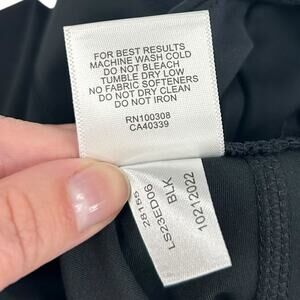 FOR BEST RESULTS
MACHINE WASH COLD
DO NOT BLEACH
TUMBLE DRY LOW
NO FABRIC SOFTENERS
DO NOT DRY CLEAN
DO NOT IRON
RN100308
CA40339
28155
LS23ED06
BLK
10212022